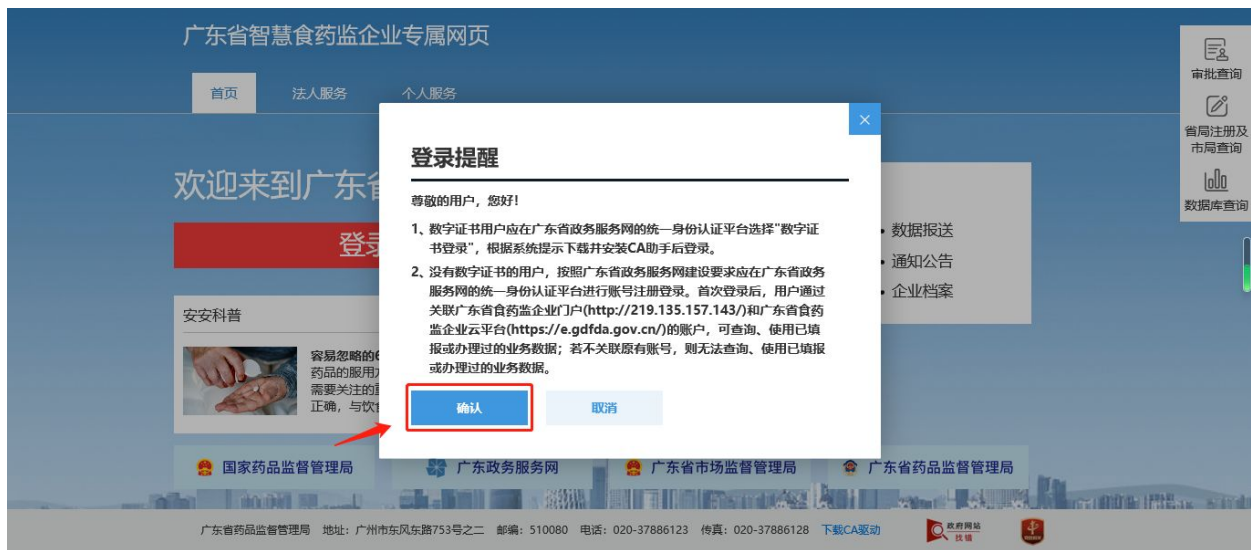 广东省智慧食药监企业专属网页
首页 法人服务 个人服务
审批查询
省局注册及
市局查询
数据库查询
欢迎来到广东省
登录
数据报送
通知公告
企业档案
安安科普
容易忽略的6
药品的服用
需要关注的
正确，与饮食
登录提醒
尊敬的用户，您好！
1、数字证书用户应在广东省政务服务网的统一身份认证平台选择"数字证
书登录"，根据系统提示下载并安装CA助手后登录。
2、没有数字证书的用户，按照广东省政务服务网建设要求应在广东省政务
服务网的统一身份认证平台进行账号注册登录。首次登录后，用户通过
关联广东省食药监企业门户(http://219.135.157.143/)和广东省食药
监企业云平台(https://e.gdfda.gov.cn/)的账户，可查询、使用已填
报或办理过的业务数据；若不关联原有账号，则无法查询、使用已填报
或办理过的业务数据。
确认 取消
国家药品监督管理局 广东政务服务网 广东省市场监督管理局 广东省药品监督管理局
广东省药品监督管理局 地址：广州市东风东路753号之二 邮编：510080 电话：020-37886123 传真：020-37886128 下载CA驱动
政府网站
找错